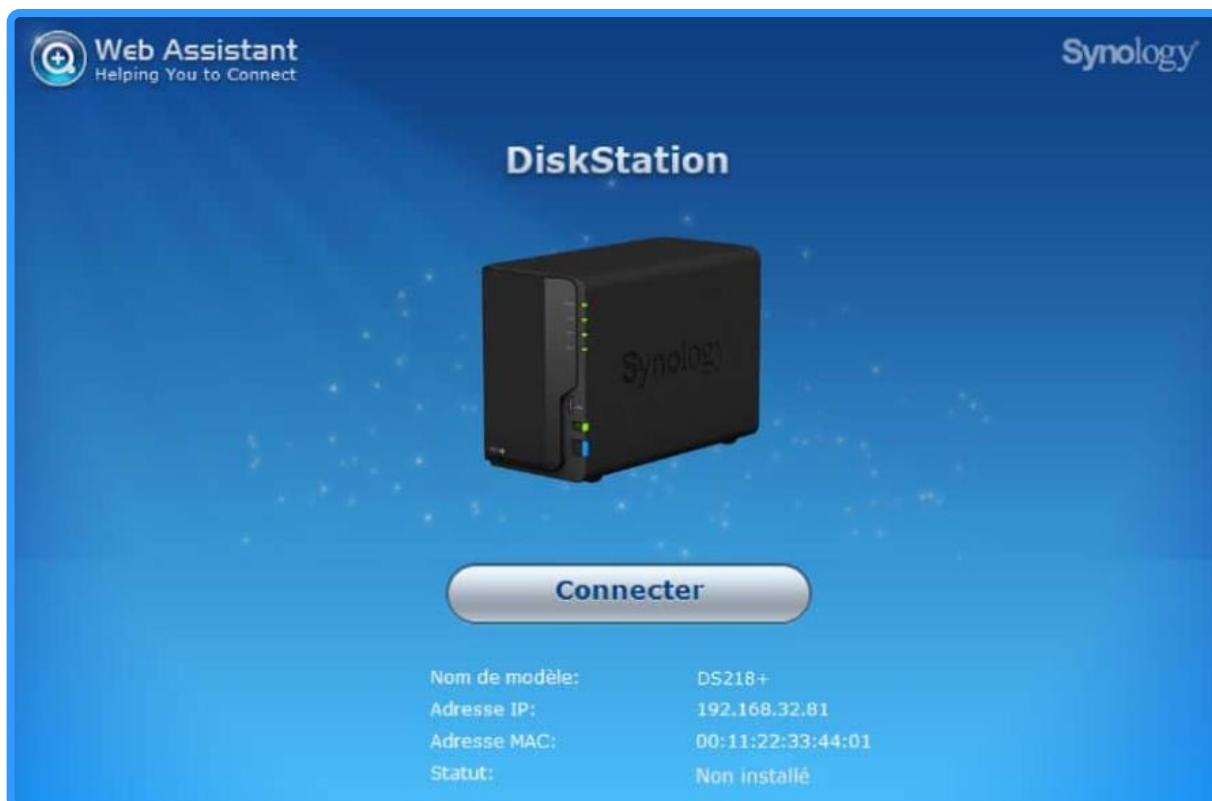 Web Assistant
Helping You to Connect
Synology
DiskStation
Synology
Connecter
Nom de modèle: DS218+
Adresse IP: 192.168.32.81
Adresse MAC: 00:11:22:33:44:01
Statut: Non installé